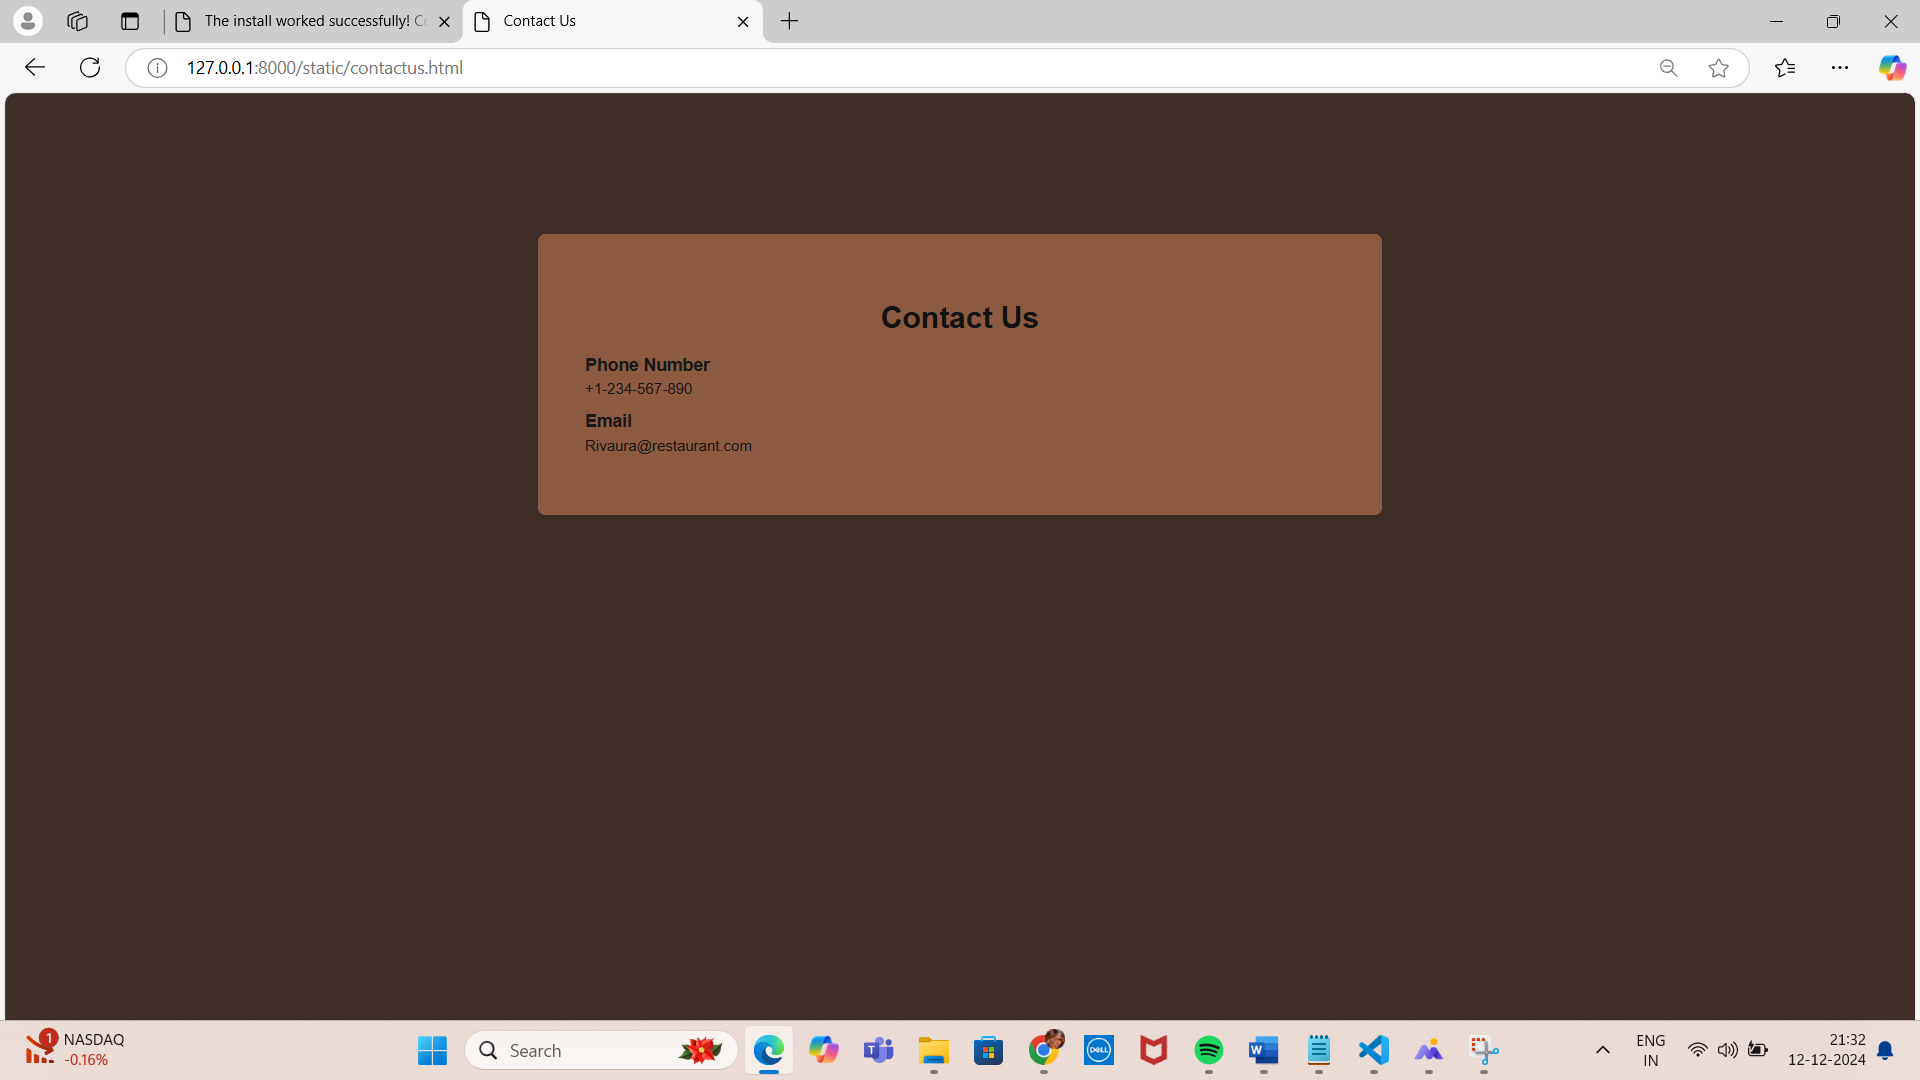 The install worked successfully! Co
Contact Us
127.0.0.1:8000/static/contactus.html
Contact Us
Phone Number
+1-234-567-890
Email
Rivaura@restaurant.com
1
NASDAQ
-0.16%
Search
DELL
ENG
IN
21:32
12-12-2024